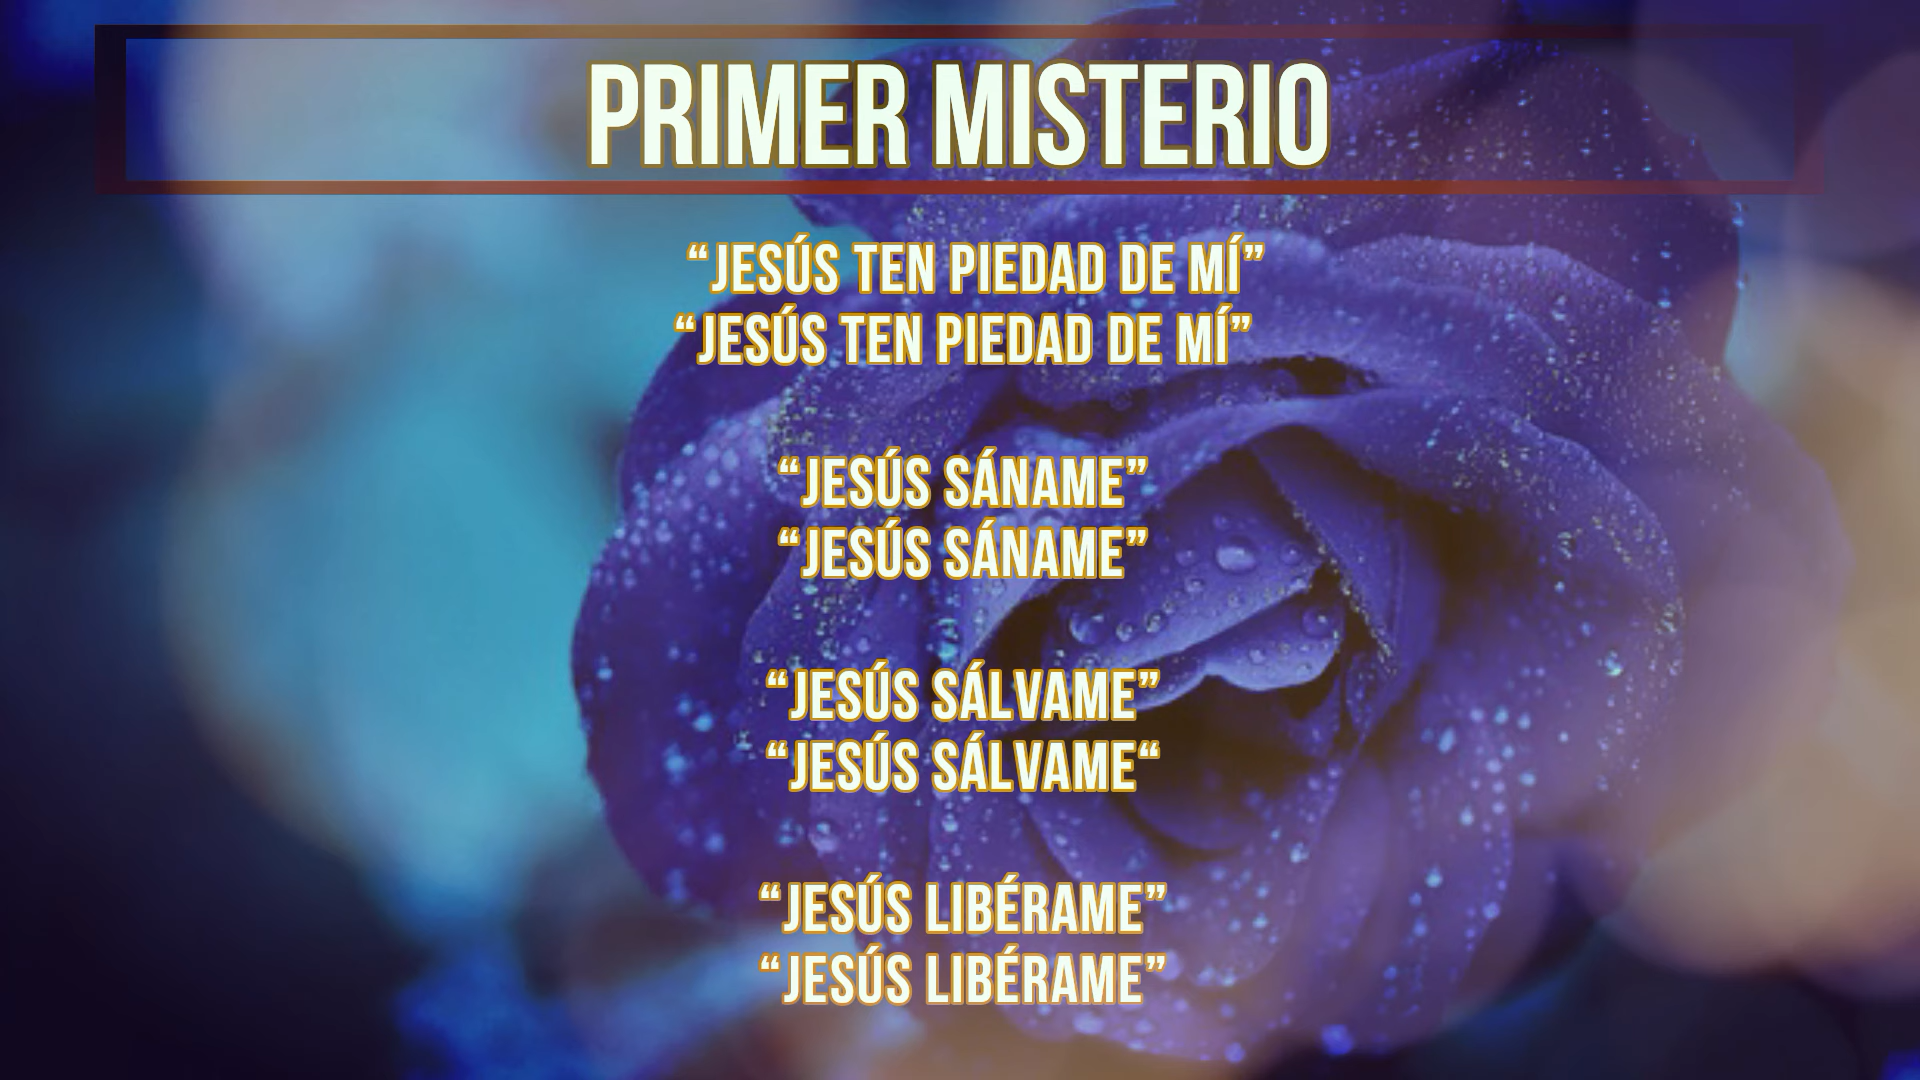 PRIMER MISTERIO
“JESÚS TEN PIEDAD DE MÍ”
“JESÚS TEN PIEDAD DE MÍ”
“JESÚS SÁNAME”
“JESÚS SÁNAME”
“JESÚS SÁLVAME”
“JESÚS SÁLVAME“
“JESÚS LIBÉRAME”
“JESÚS LIBÉRAME”